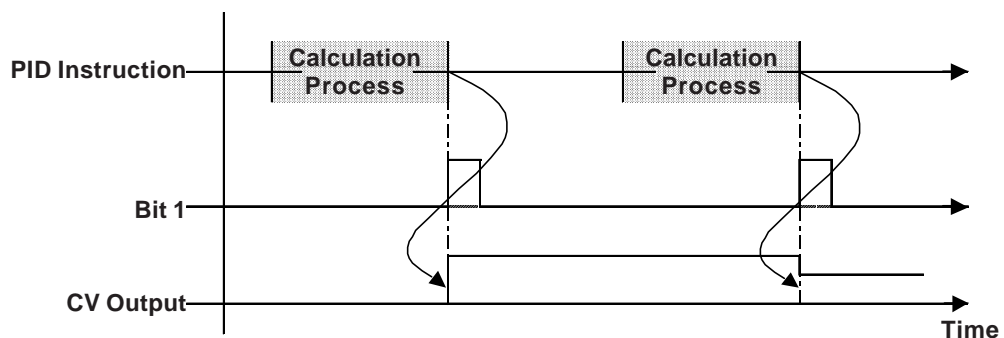 Calculation
Process
Calculation
Process
PID Instruction
Bit 1
CV Output
Time